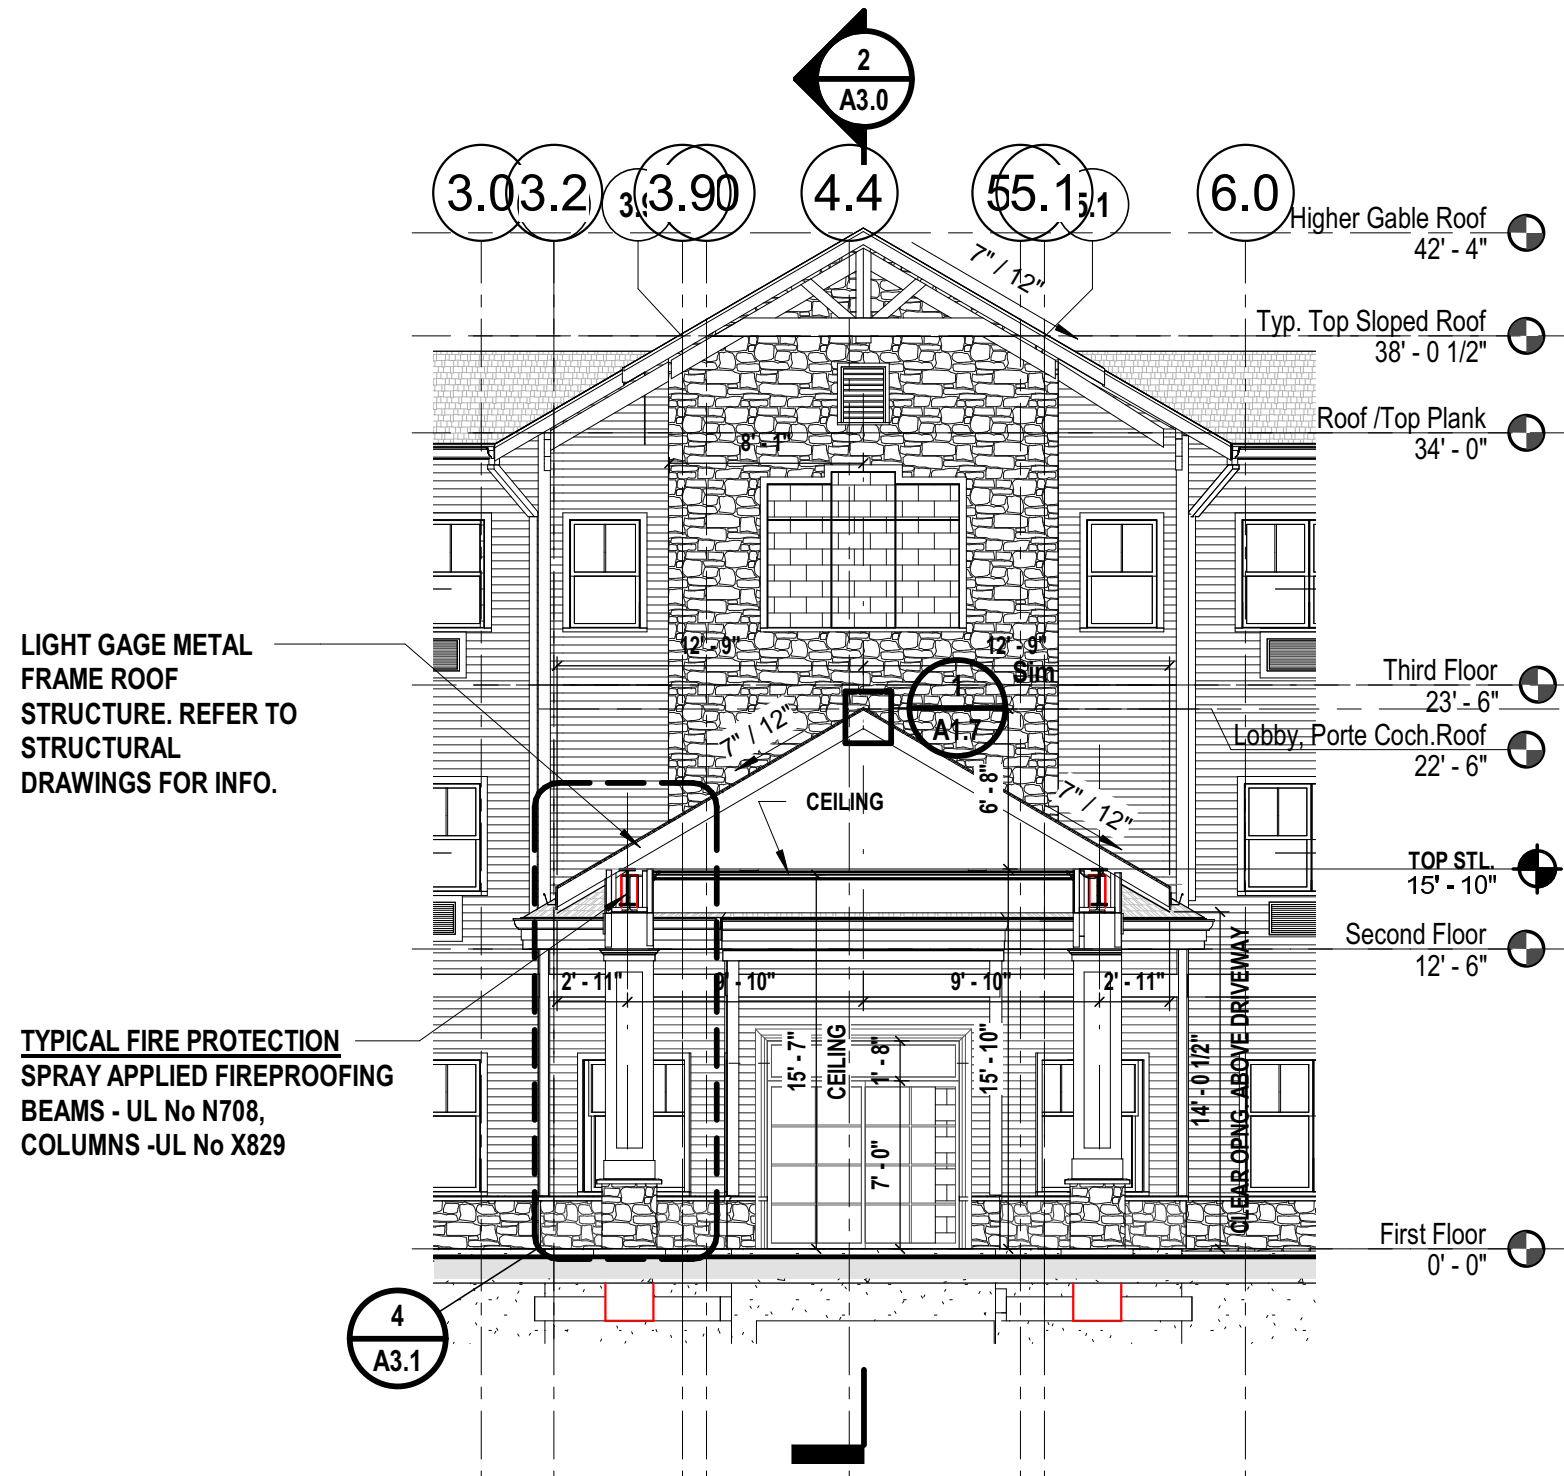 2
A3.0
3.0
3.2
3.9
4.4
5.1
5.1
6.0
Higher Gable Roof
42' - 4"
7" / 12"
Typ. Top Sloped Roof
38' - 0 1/2"
Roof /Top Plank
34' - 0"
8' - 1"
LIGHT GAGE METAL
FRAME ROOF
STRUCTURE. REFER TO
STRUCTURAL
DRAWINGS FOR INFO.
12' - 9"
12' - 9"
Sim
Third Floor
23' - 6"
1
A1.7
7" / 12"
Lobby, Porte Coch.Roof
22' - 6"
6' - 8"
CEILING
7" / 12"
TOP STL.
15' - 10"
Second Floor
12' - 6"
2' - 11"
9' - 10"
9' - 10"
2' - 11"
TYPICAL FIRE PROTECTION
SPRAY APPLIED FIREPROOFING
BEAMS - UL No N708,
COLUMNS -UL No X829
15' - 7"
CEILING
1' - 8"
7' - 0"
15' - 10"
14' - 0 1/2"
CLEAR OPNG. ABOVE DRIVEWAY
First Floor
0' - 0"
4
A3.1